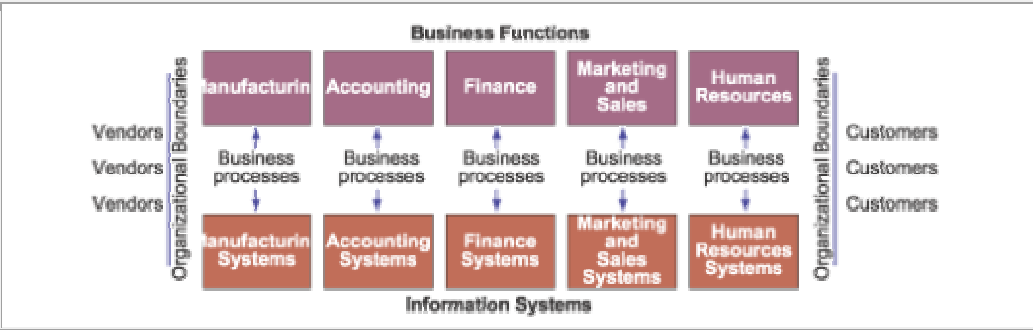 Business Functions
Manufacturin
Accounting
Finance
Marketing
and
Sales
Human
Resources
Organizational Boundaries
Vendors
Vendors
Vendors
Business
processes
Business
processes
Business
processes
Business
processes
Business
processes
Organizational Boundaries
Customers
Customers
Customers
Manufacturin
Systems
Accounting
Systems
Finance
Systems
Marketing
and
Sales
Systems
Human
Resources
Systems
Information Systems